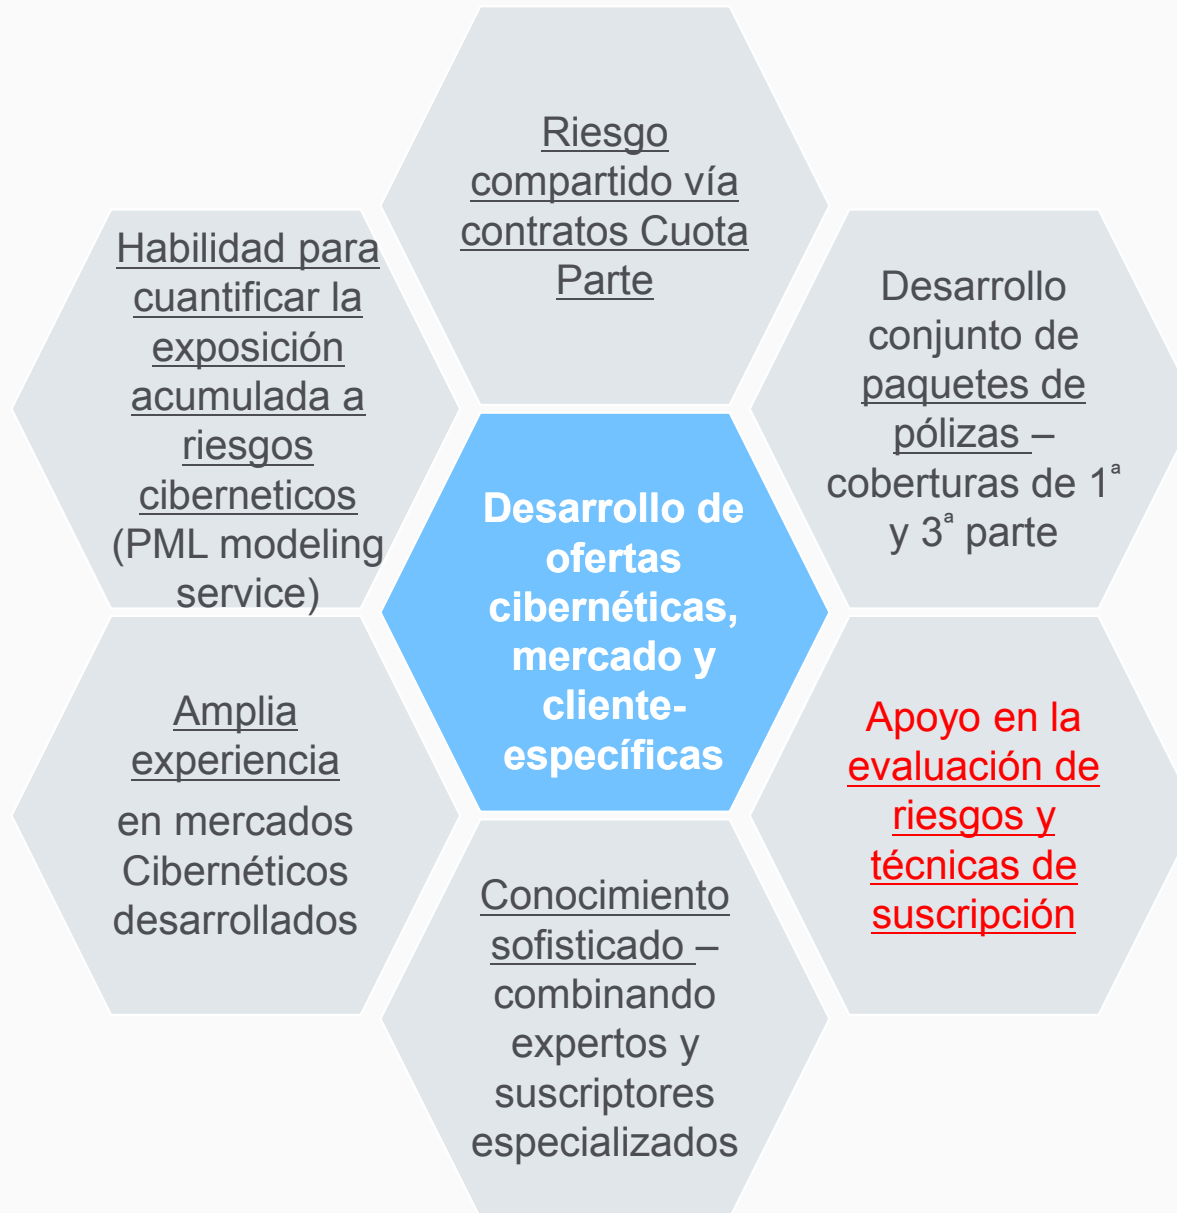 Riesgo
compartido vía
contratos Cuota
Parte
Habilidad para
cuantificar la
exposición
acumulada a
riesgos
ciberneticos
(PML modeling
service)
Desarrollo
conjunto de
paquetes de
pólizas –
coberturas de 1ª
y 3ª parte
Desarrollo de
ofertas
cibernéticas,
mercado y
cliente-
específicas
Amplia
experiencia
en mercados
Cibernéticos
desarrollados
Apoyo en la
evaluación de
riesgos y
técnicas de
suscripción
Conocimiento
sofisticado –
combinando
expertos y
suscriptores
especializados